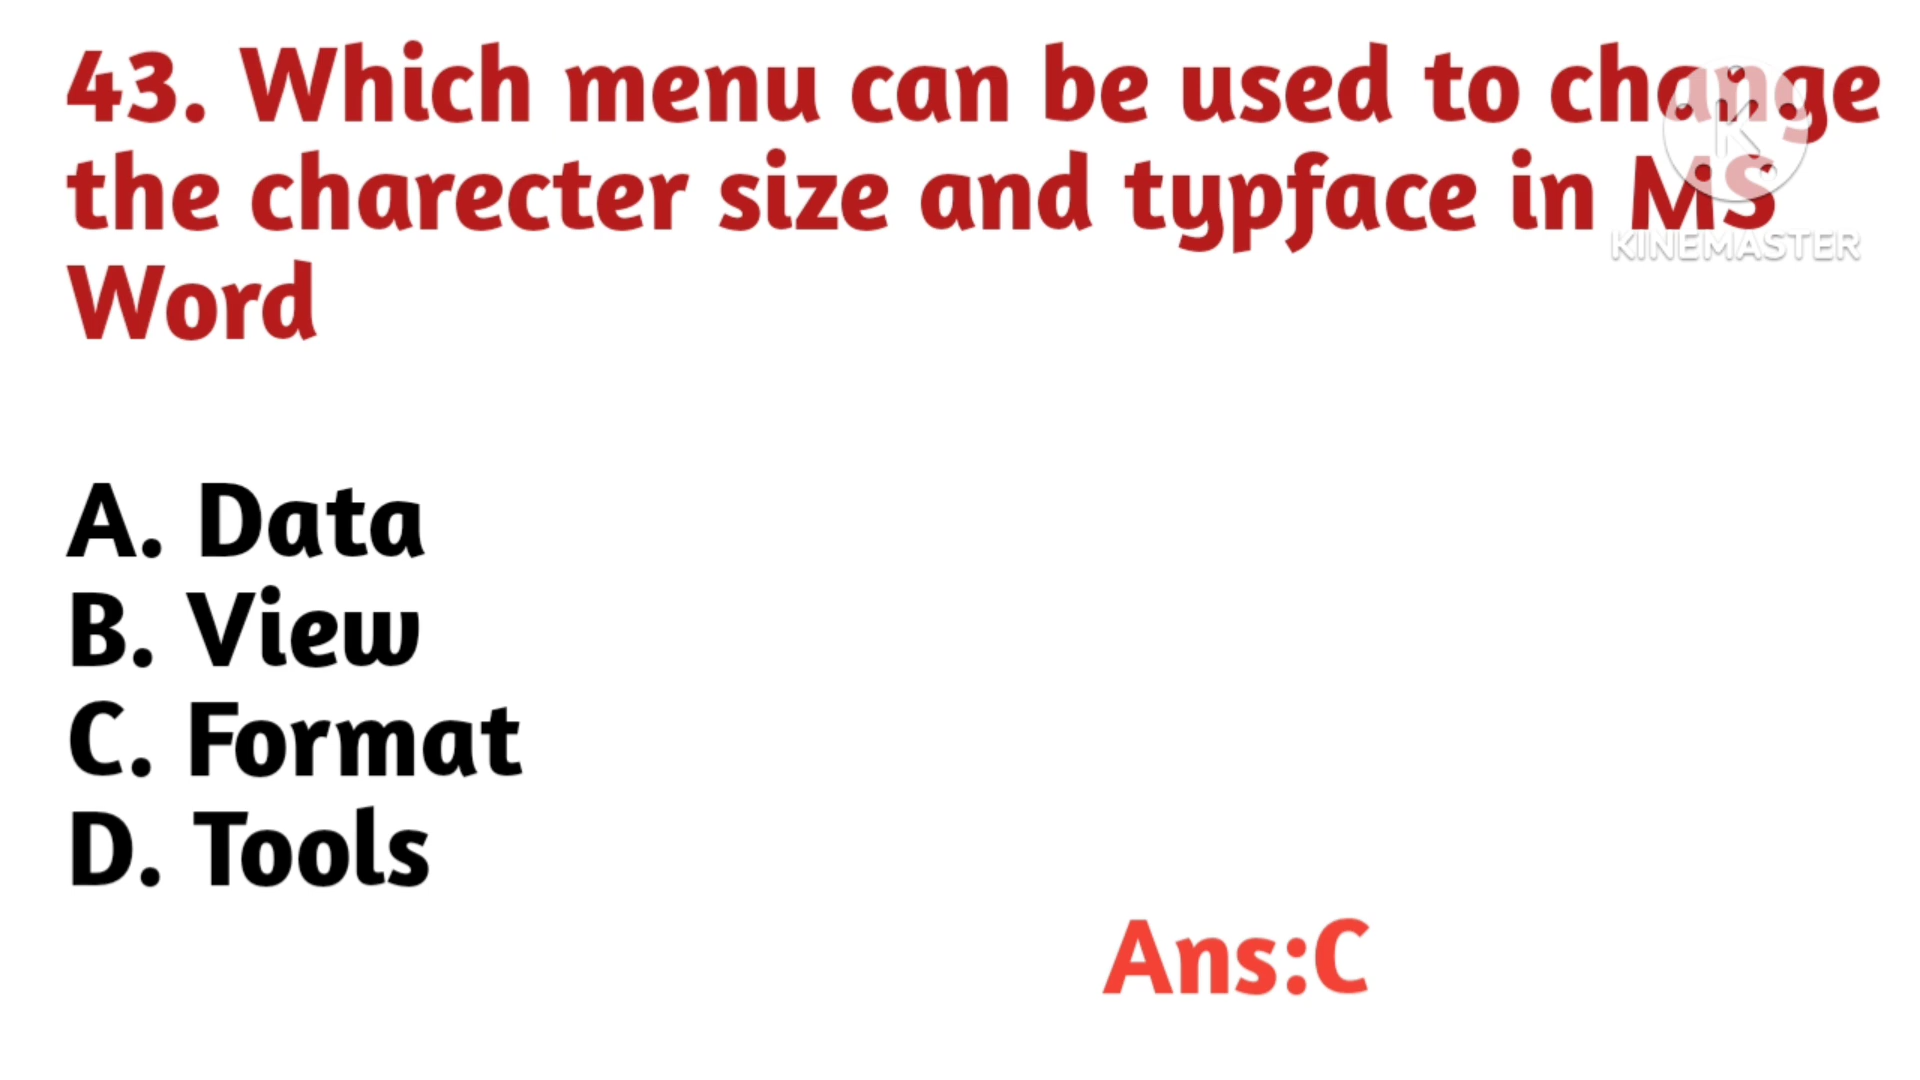 43. Which menu can be used to change
the charecter size and typface in MS
Word
A. Data
B. View
C. Format
D. Tools
Ans:C
K
KINEMASTER